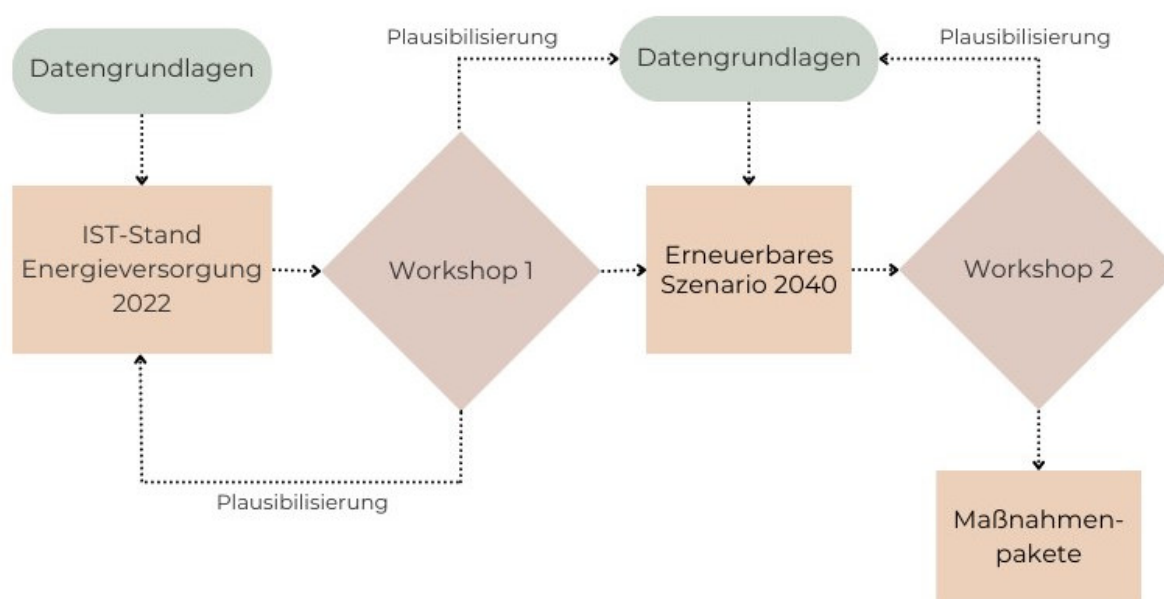 Plausibilisierung
Plausibilisierung
Datengrundlagen
Datengrundlagen
IST-Stand
Energieversorgung
2022
Workshop 1
Erneuerbares
Szenario 2040
Workshop 2
Plausibilisierung
Maßnahmen-
pakete